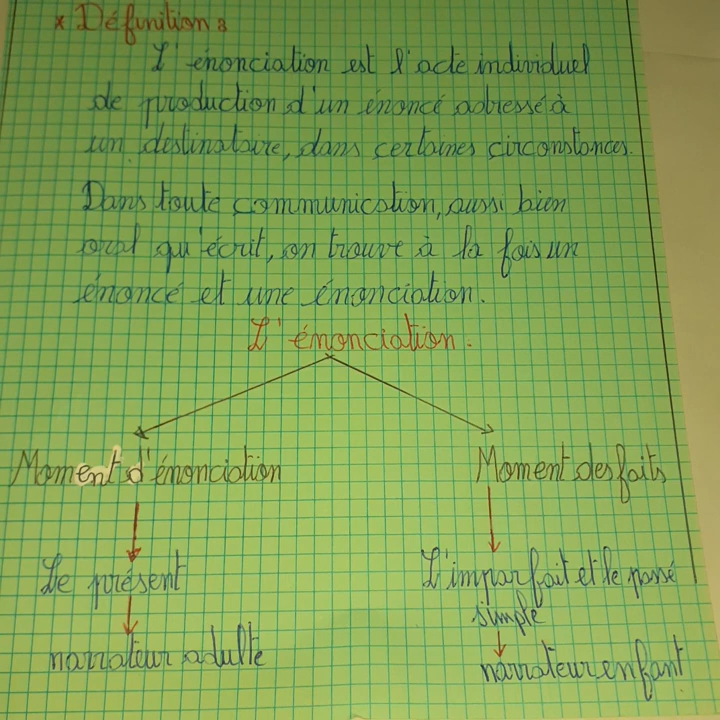 * Définition :
L'énonciation est l'acte individuel
de production d'un énoncé adressé à
un destinataire, dans certaines circonstances.
Dans toute communication, aussi bien
oral qu'écrit, on trouve à la fois un
énoncé et une énonciation.
L'énonciation.
Moment d'énonciation Moment des faits
Le présent L'imparfait et le passé
simple
narrateur adulte narrateur enfant